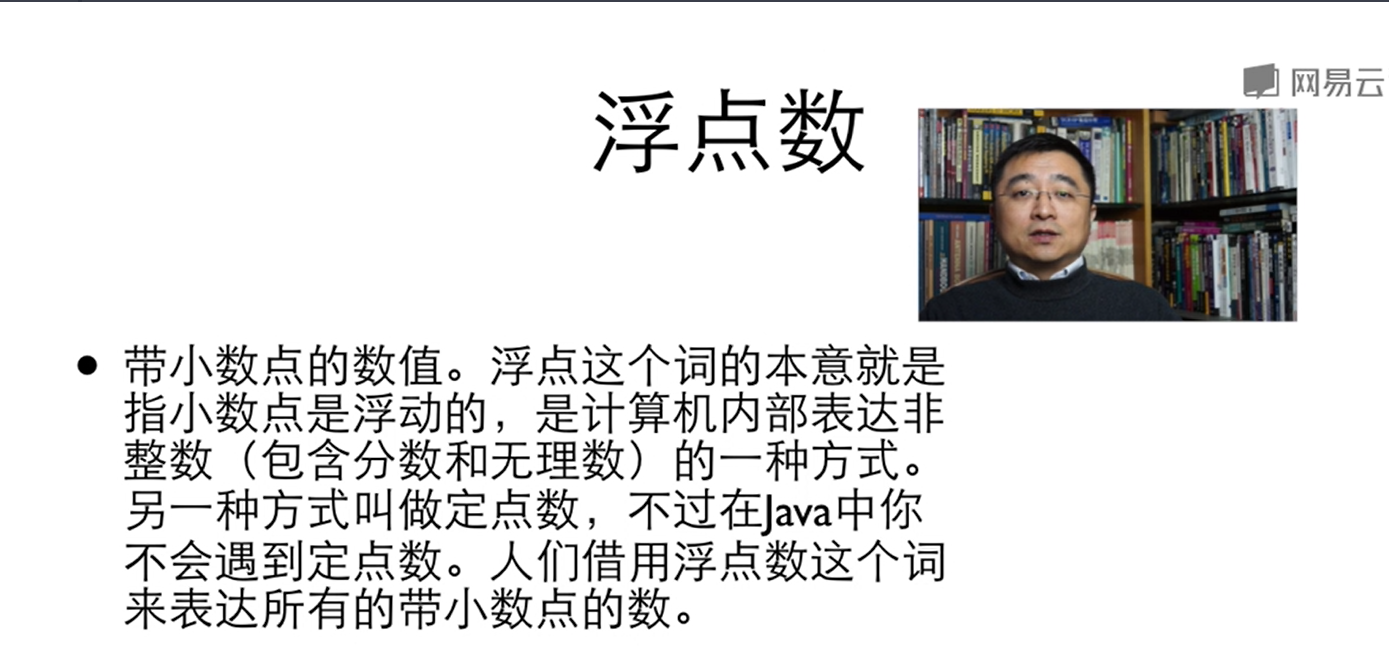 网易云
浮点数
• 带小数点的数值。浮点这个词的本意就是
指小数点是浮动的，是计算机内部表达非
整数（包含分数和无理数）的一种方式。
另一种方式叫做定点数，不过在Java中你
不会遇到定点数。人们借用浮点数这个词
来表达所有的带小数点的数。